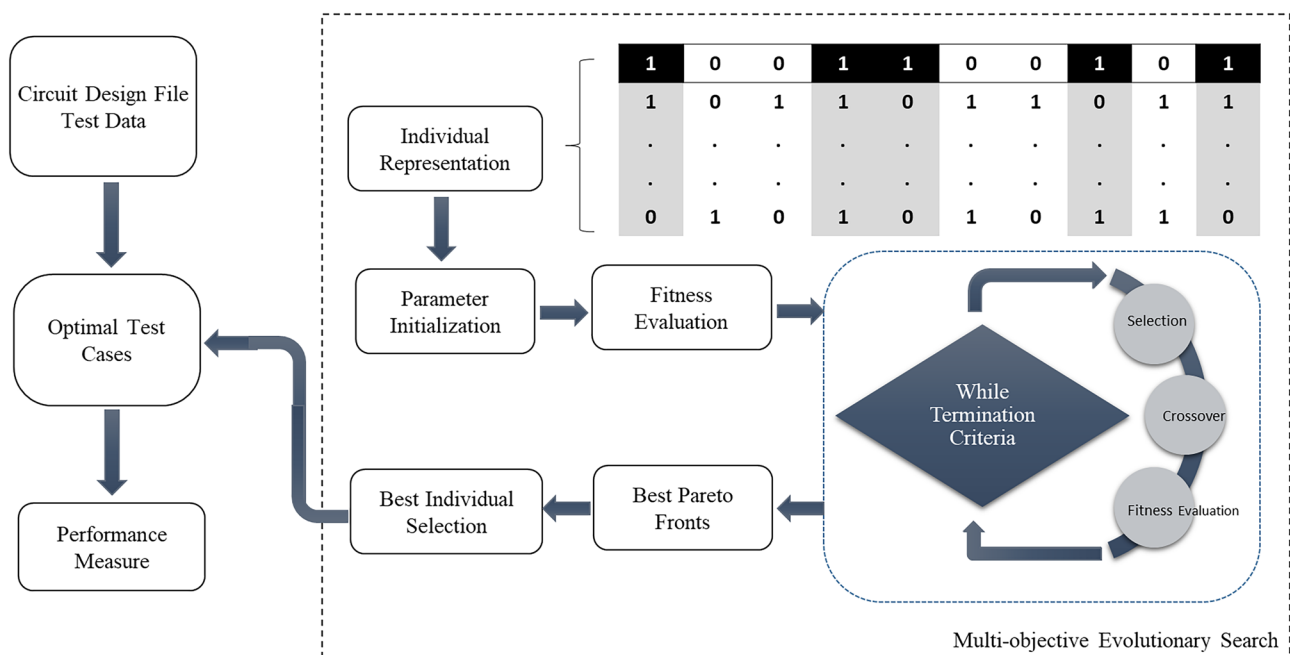 Circuit Design File
Test Data
Optimal Test
Cases
Performance
Measure
Individual
Representation
1 0 0 1 1 0 0 1 0 1
1 0 1 1 0 1 1 0 1 1
. . . . . . . . . .
. . . . . . . . . .
0 1 0 1 0 1 0 1 1 0
Parameter
Initialization
Fitness
Evaluation
While
Termination
Criteria
Selection
Crossover
Fitness Evaluation
Best Pareto
Fronts
Best Individual
Selection
Multi-objective Evolutionary Search